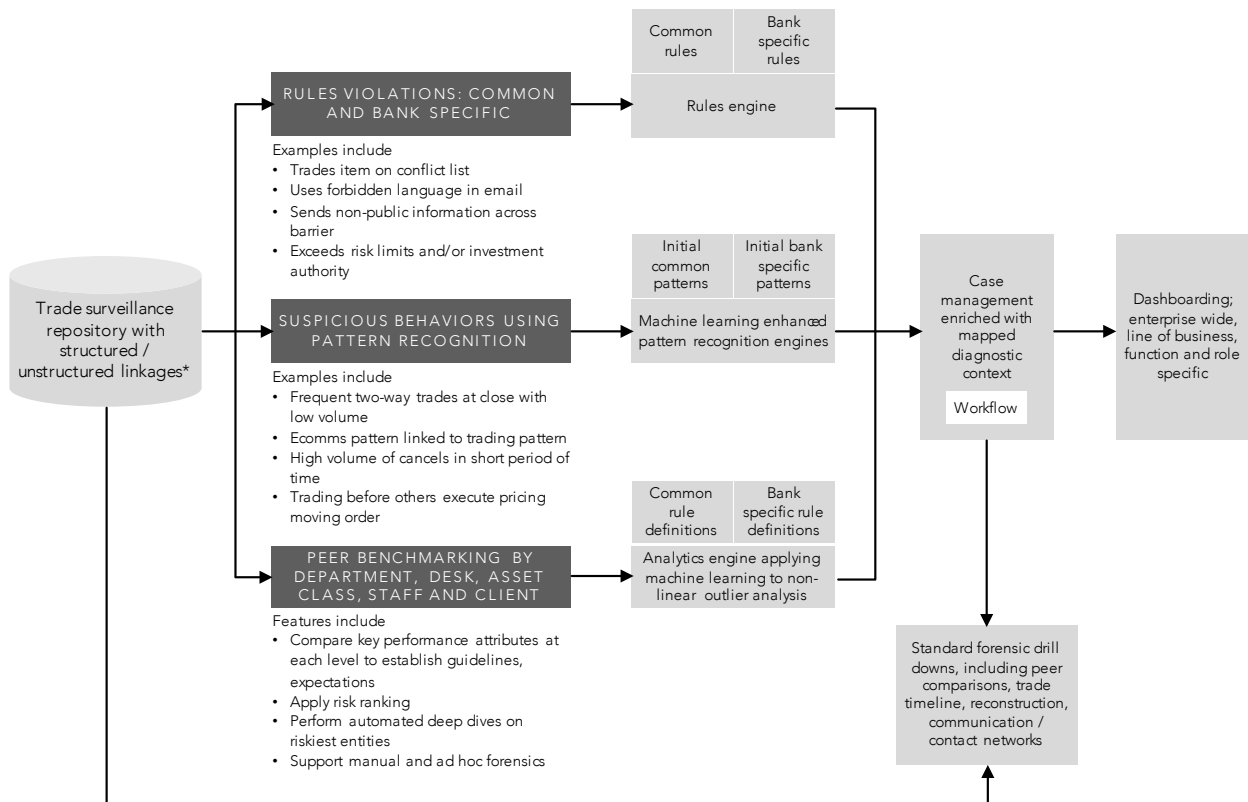 Trade surveillance
repository with
structured /
unstructured linkages*
RULES VIOLATIONS: COMMON
AND BANK SPECIFIC
Examples include
• Trades item on conflict list
• Uses forbidden language in email
• Sends non-public information across
barrier
• Exceeds risk limits and/or investment
authority
SUSPICIOUS BEHAVIORS USING
PATTERN RECOGNITION
Examples include
• Frequent two-way trades at close with
low volume
• Ecomms pattern linked to trading pattern
• High volume of cancels in short period of
time
• Trading before others execute pricing
moving order
PEER BENCHMARKING BY
DEPARTMENT, DESK, ASSET
CLASS, STAFF AND CLIENT
Features include
• Compare key performance attributes at
each level to establish guidelines,
expectations
• Apply risk ranking
• Perform automated deep dives on
riskiest entities
• Support manual and ad hoc forensics
Common
rules
Bank
specific
rules
Rules engine
Initial
common
patterns
Initial bank
specific
patterns
Machine learning enhanced
pattern recognition engines
Common
rule
definitions
Bank
specific rule
definitions
Analytics engine applying
machine learning to non-
linear outlier analysis
Case
management
enriched with
mapped
diagnostic
context
Workflow
Dashboarding;
enterprise wide,
line of business,
function and role
specific
Standard forensic drill
downs, including peer
comparisons, trade
timeline, reconstruction,
communication /
contact networks